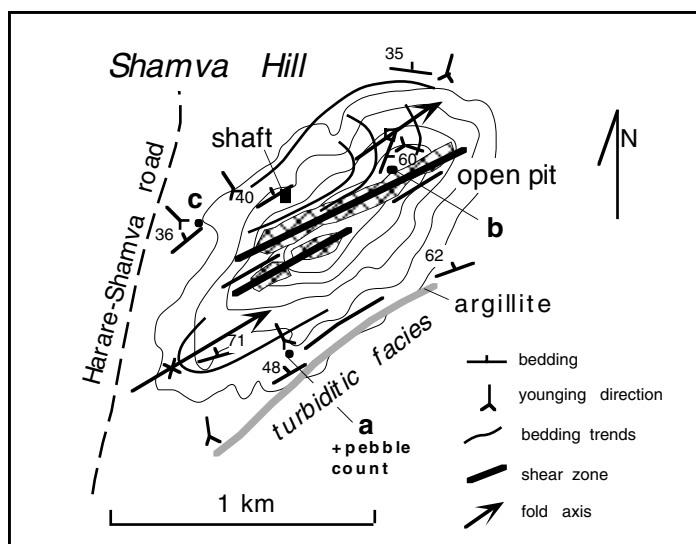 Shamva Hill
35
N
shaft
60
open pit
40
c
36
b
62
argillite
Harare-Shamva road
71
48
turbiditic facies
a
+pebble
count
1 km
bedding
younging direction
bedding trends
shear zone
fold axis